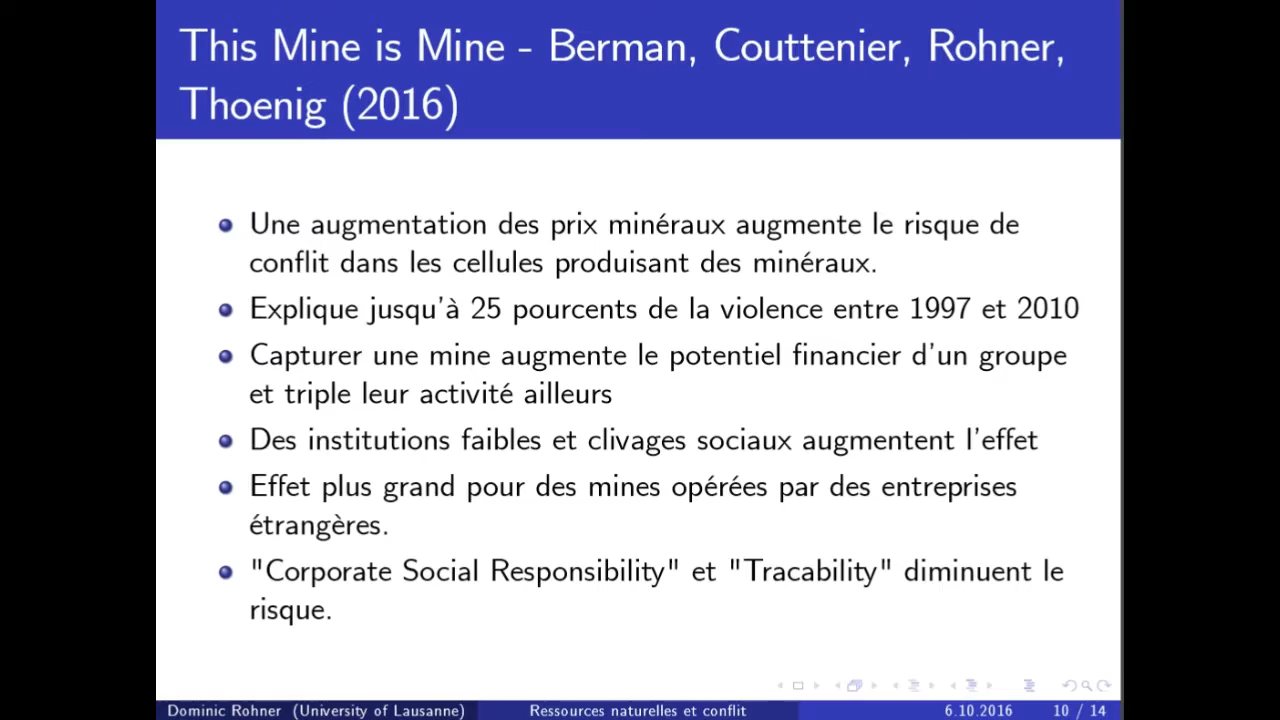 This Mine is Mine - Berman, Couttenier, Rohner,
Thoenig (2016)
Une augmentation des prix minéraux augmente le risque de
conflit dans les cellules produisant des minéraux.
Explique jusqu'à 25 pourcents de la violence entre 1997 et 2010
Capturer une mine augmente le potentiel financier d'un groupe
et triple leur activité ailleurs
Des institutions faibles et clivages sociaux augmentent l'effet
Effet plus grand pour des mines opérées par des entreprises
étrangères.
"Corporate Social Responsibility" et "Tracability" diminuent le
risque.
Dominic Rohner (University of Lausanne) Ressources naturelles et conflit 6.10.2016 10 / 14